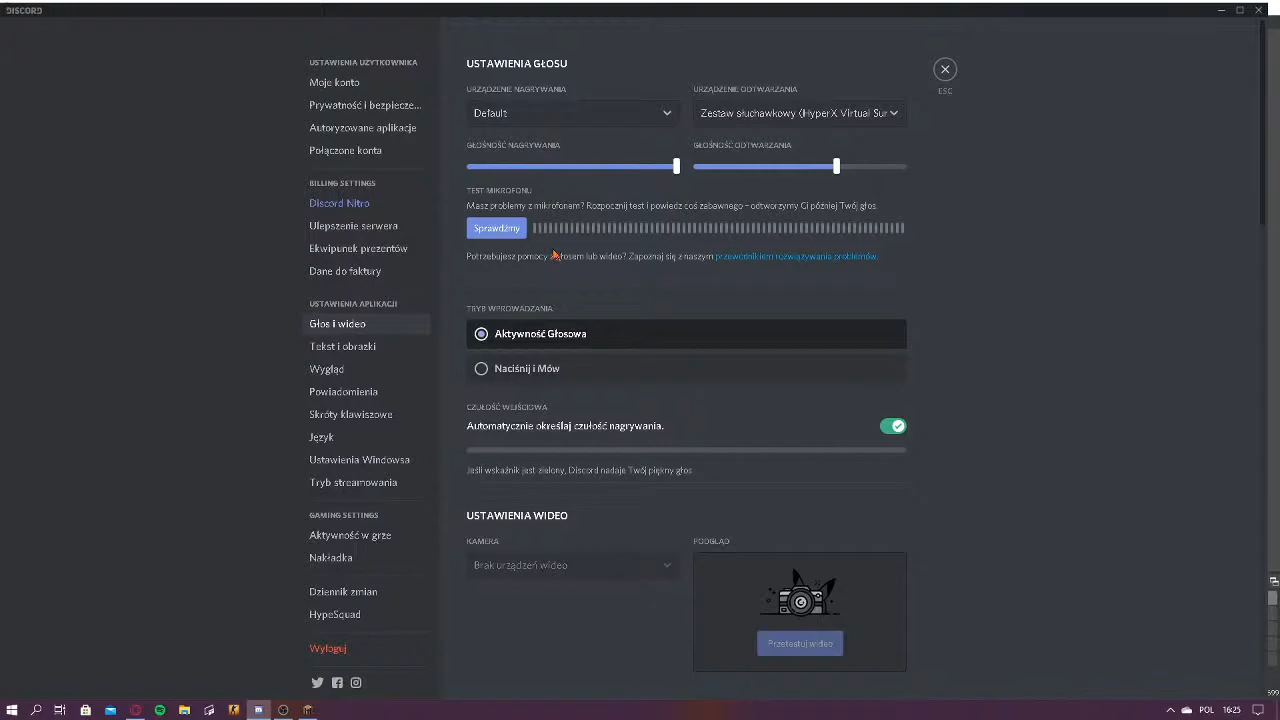 DISCORD
USTAWIENIA UŻYTKOWNIKA
Moje konto
Prywatność i bezpiecze...
Autoryzowane aplikacje
Połączone konta
BILLING SETTINGS
Discord Nitro
Ulepszenie serwera
Ekwipunek prezentów
Dane do faktury
USTAWIENIA APLIKACJI
Głos i wideo
Tekst i obrazki
Wygląd
Powiadomienia
Skróty klawiszowe
Język
Ustawienia Windowsa
Tryb streamowania
GAMING SETTINGS
Aktywność w grze
Nakładka
Dziennik zmian
HypeSquad
Wyloguj
USTAWIENIA GŁOSU
URZĄDZENIE NAGRYWANIA
Default
URZĄDZENIE ODTWARZANIA
Zestaw słuchawkowy (HyperX Virtual Sur
GŁOŚNOŚĆ NAGRYWANIA
GŁOŚNOŚĆ ODTWARZANIA
TEST MIKROFONU
Masz problemy z mikrofonem? Rozpocznij test i powiedz coś zabawnego – odtworzymy Ci później Twój głos.
Sprawdźmy
Potrzebujesz pomocy z głosem lub wideo? Zapoznaj się z naszym przewodnikiem rozwiązywania problemów.
TRYB WPROWADZANIA
Aktywność Głosowa
Naciśnij i Mów
CZUŁOŚĆ WEJŚCIOWA
Automatycznie określaj czułość nagrywania.
Jeśli wskaźnik jest zielony, Discord nadaje Twój piękny głos
USTAWIENIA WIDEO
KAMERA
Brak urządzeń wideo
PODGLĄD
Przetestuj wideo
ESC
POL
16:25